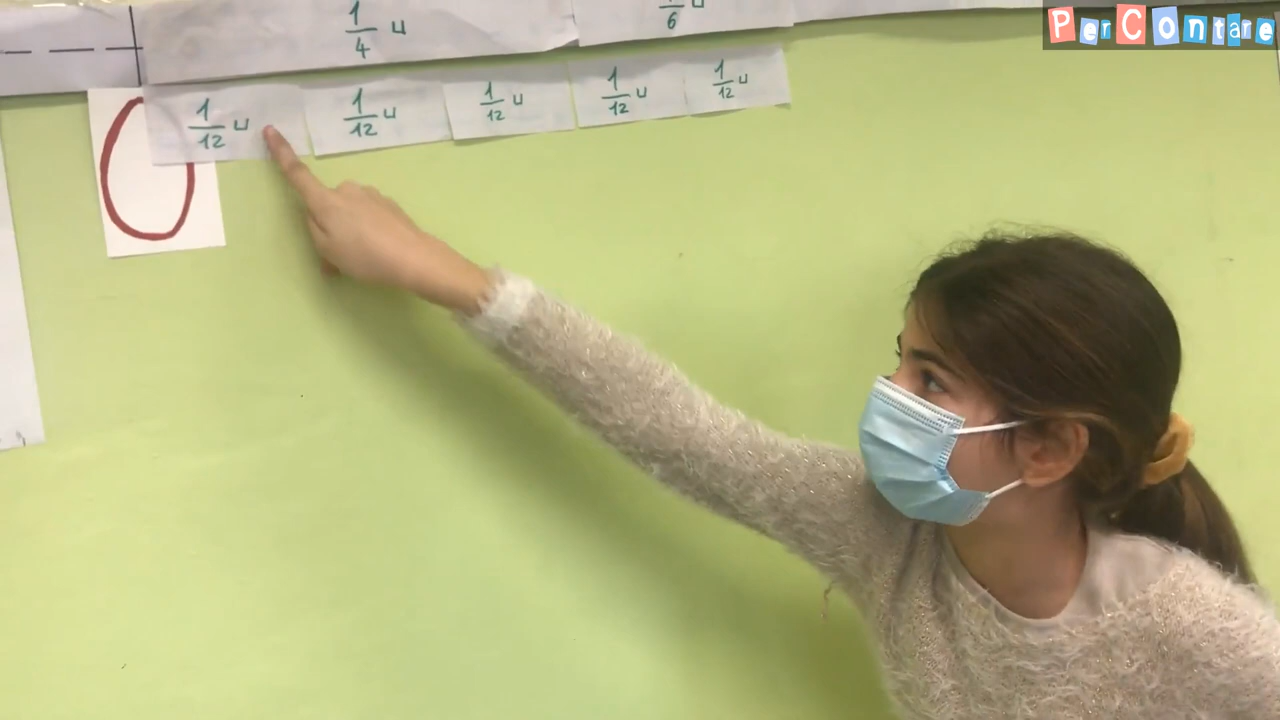 PerContare
1/4 u
1/6 u
1/12 u 1/12 u 1/12 u 1/12 u 1/12 u
0